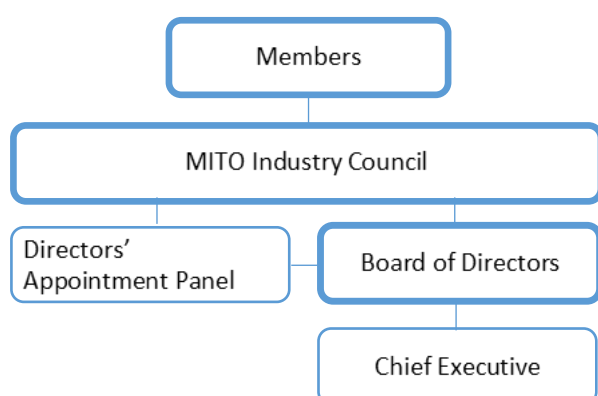 Members
MITO Industry Council
Directors’
Appointment Panel
Board of Directors
Chief Executive